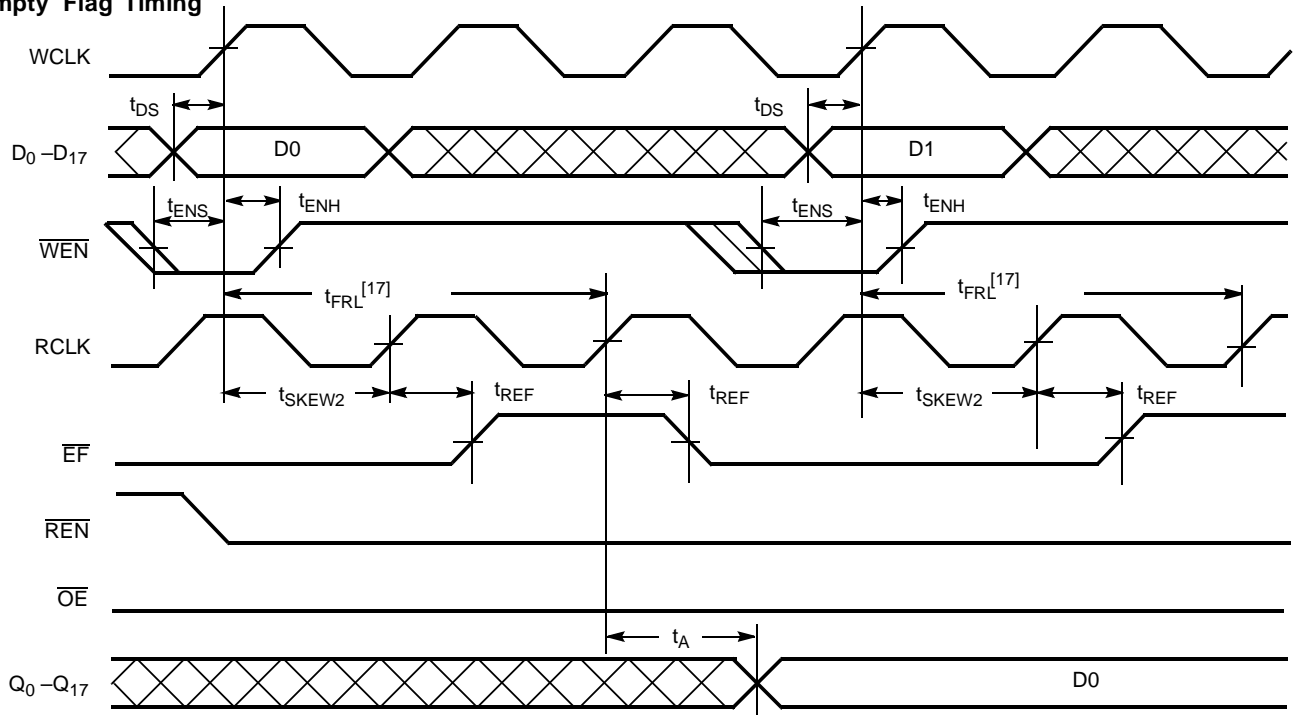 Empty Flag Timing
WCLK
tDS
tDS
D0 –D17
D0
D1
tENS
tENH
tENS
tENH
WEN
tFRL[17]
tFRL[17]
RCLK
tSKEW2
tREF
tREF
tSKEW2
tREF
EF
REN
OE
tA
Q0 –Q17
D0